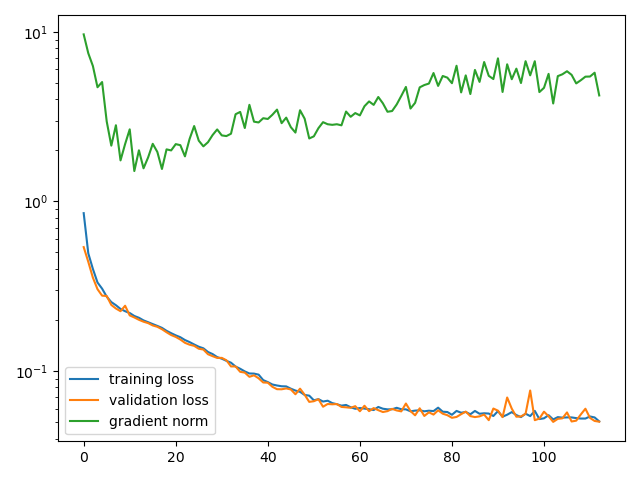 10¹
10⁰
10⁻¹
training loss
validation loss
gradient norm
0 20 40 60 80 100